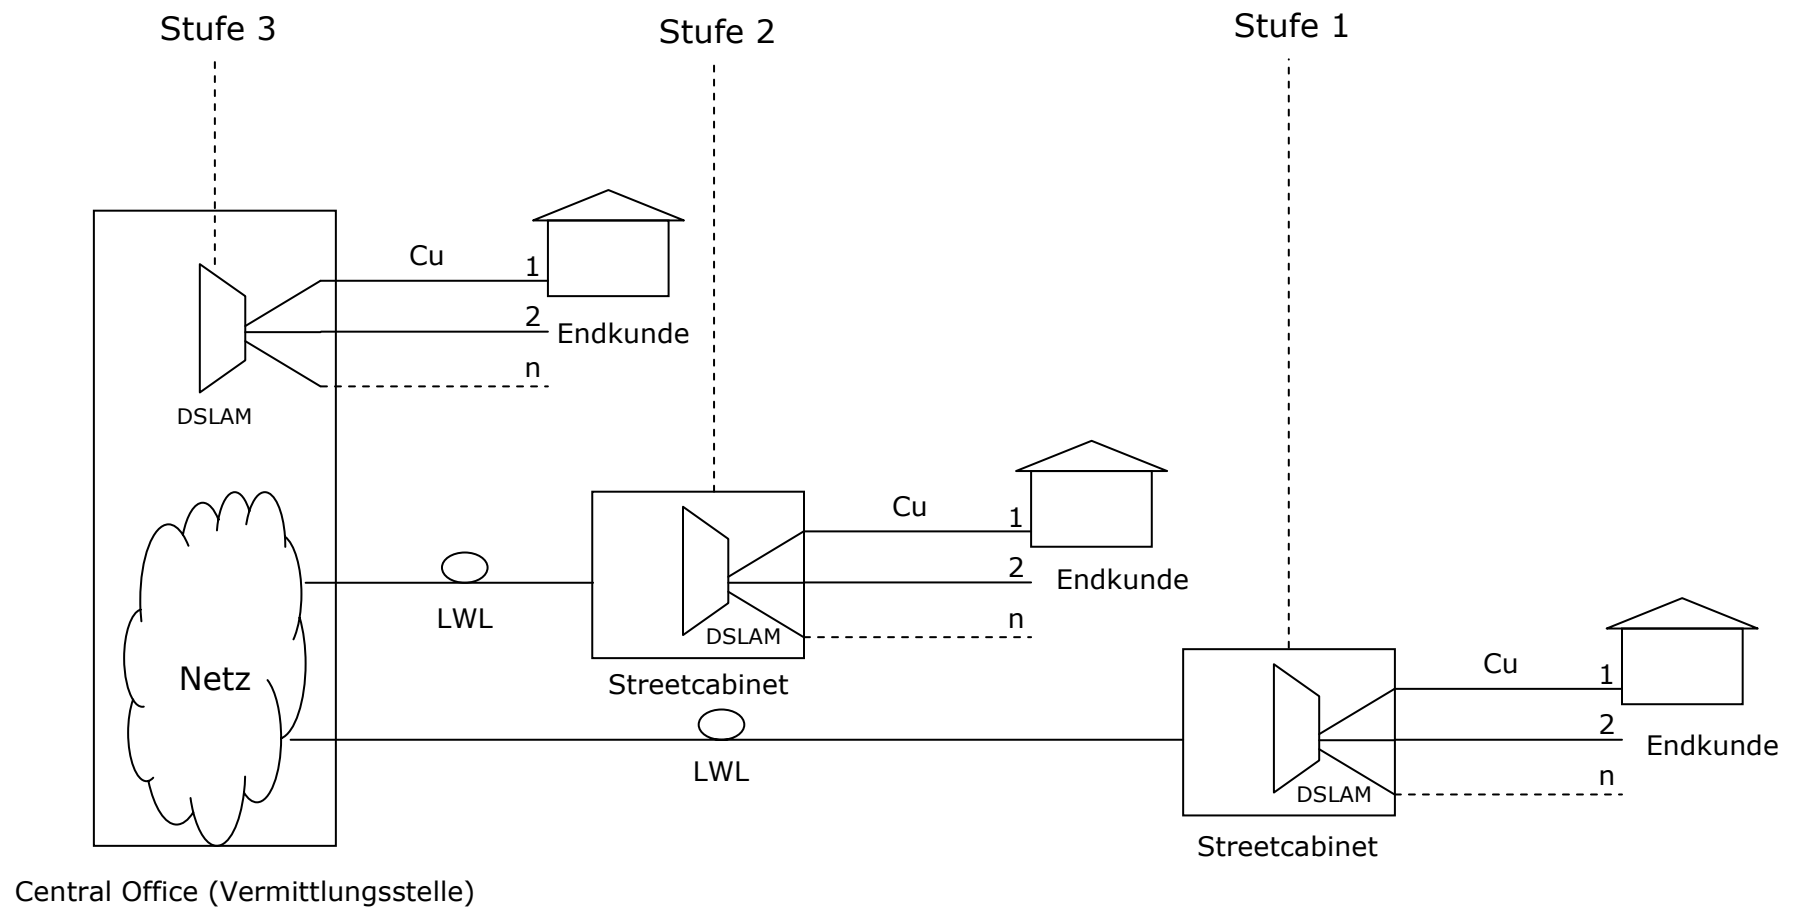 Stufe 3
Stufe 2
Stufe 1
Cu
1
2
n
Endkunde
DSLAM
Cu
1
2
n
Endkunde
LWL
DSLAM
Streetcabinet
Netz
Cu
1
2
n
Endkunde
LWL
DSLAM
Streetcabinet
Central Office (Vermittlungsstelle)